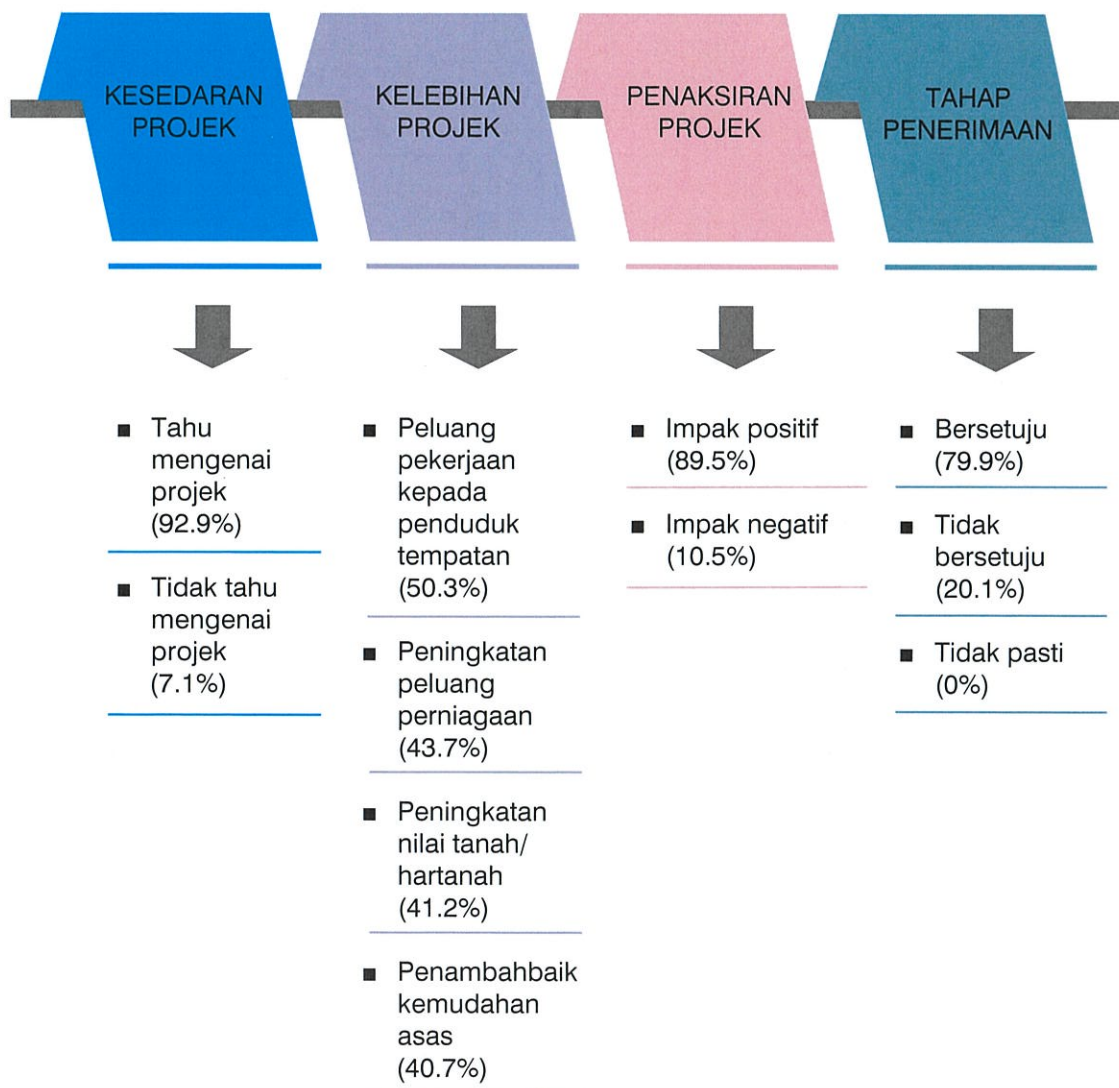 KESEDARAN
PROJEK
KELEBIHAN
PROJEK
PENAKSIRAN
PROJEK
TAHAP
PENERIMAAN
■ Tahu
mengenai
projek
(92.9%)
■ Tidak tahu
mengenai
projek
(7.1%)
■ Peluang
pekerjaan
kepada
penduduk
tempatan
(50.3%)
■ Peningkatan
peluang
perniagaan
(43.7%)
■ Peningkatan
nilai tanah/
hartanah
(41.2%)
■ Penambahbaik
kemudahan
asas
(40.7%)
■ Impak positif
(89.5%)
■ Impak negatif
(10.5%)
■ Bersetuju
(79.9%)
■ Tidak
bersetuju
(20.1%)
■ Tidak pasti
(0%)